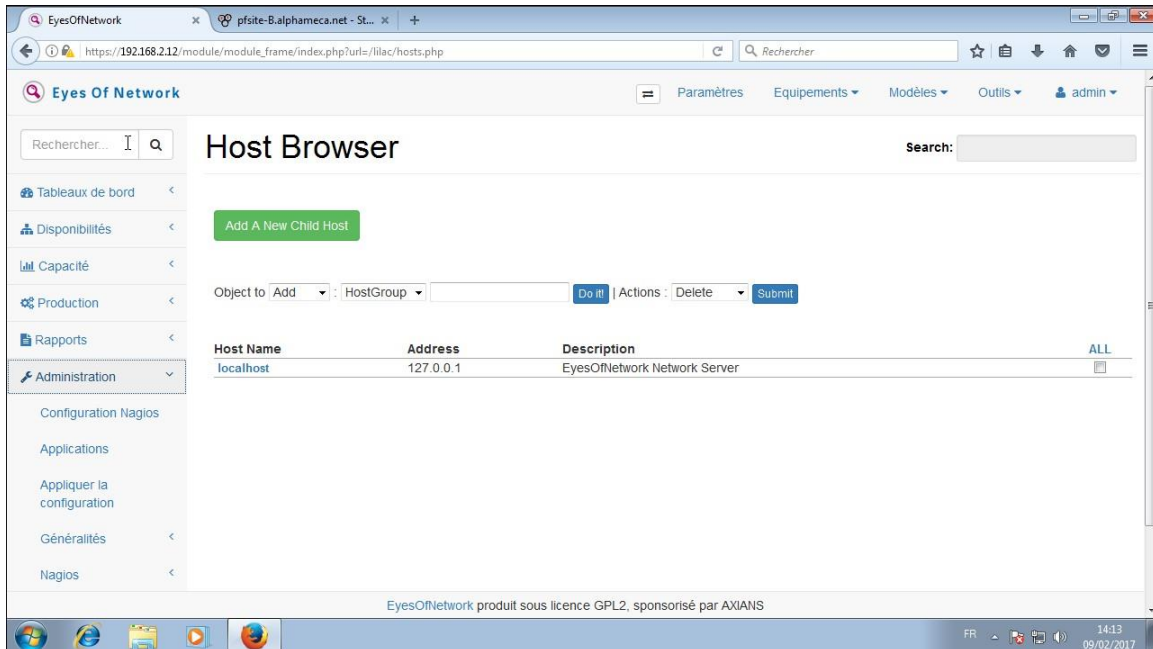 EyesOfNetwork
pfsite-B.alphameca.net - St...
https://192.168.2.12/module/module_frame/index.php?url=/lilac/hosts.php
Rechercher
Eyes Of Network
Paramètres Equipements Modèles Outils admin
Rechercher...
Host Browser
Search:
Tableaux de bord
Disponibilités
Capacité
Production
Rapports
Administration
Configuration Nagios
Applications
Appliquer la
configuration
Généralités
Nagios
Add A New Child Host
Object to Add : HostGroup Do it! | Actions : Delete Submit
Host Name Address Description ALL
localhost 127.0.0.1 EyesOfNetwork Network Server
EyesOfNetwork produit sous licence GPL2, sponsorisé par AXIANS
FR 14:13
09/02/2017